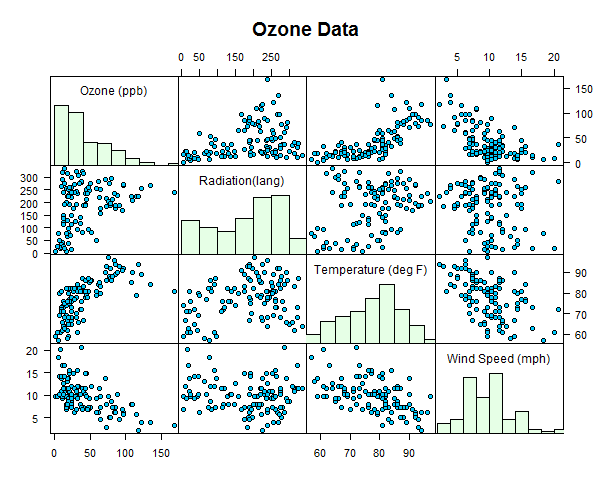 Ozone Data
0 50 150 250
5 10 15 20
Ozone (ppb)
150
100
50
0
Radiation(lang)
300
250
200
150
100
50
0
Temperature (deg F)
90
80
70
60
Wind Speed (mph)
20
15
10
5
0 50 100 150
60 70 80 90